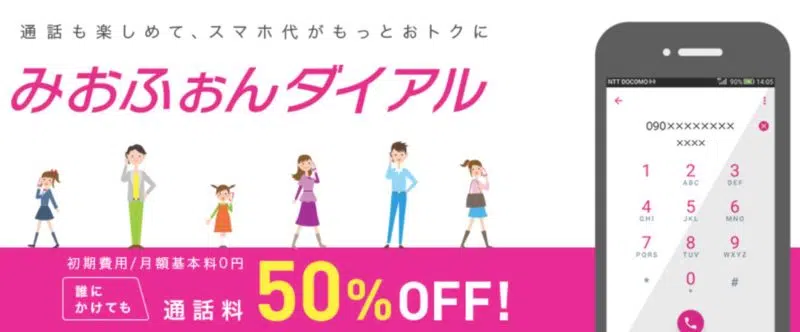 通話も楽しめて、スマホ代がもっとおトクに
みおふぉんダイアル
初期費用/月額基本料0円
誰に
かけても
通話料 50%OFF!
NTT DOCOMO 90% 14:05
090××××××××
××××
1 2 3
ABC DEF
4 5 6
GHI JKL MNO
7 8 9
PQRS TUV WXYZ
* 0 #
+